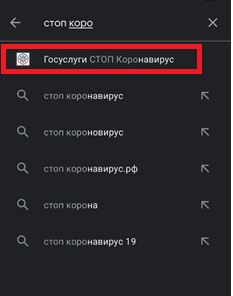 стоп коро
Госуслуги СТОП Коронавирус
стоп коронавирус
стоп короновирус
стоп коронавирус.рф
стоп корона
стоп коронавирус 19